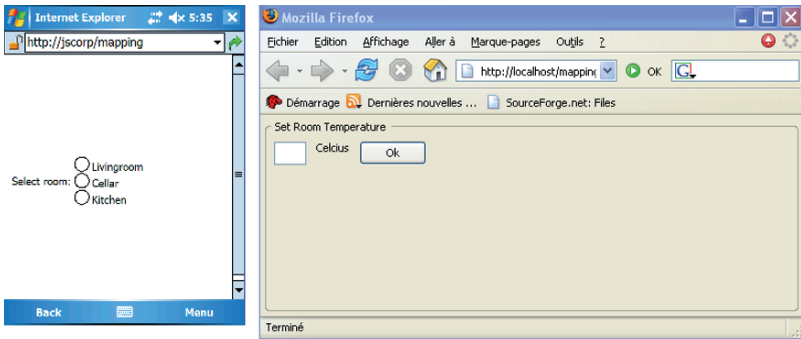 Internet Explorer 5:35
http://jscorp/mapping
Select room:
Livingroom
Cellar
Kitchen
Back Menu
Mozilla Firefox
Fichier Edition Affichage Aller à Marque-pages Outils ?
http://localhost/mapping OK G
Démarrage Dernières nouvelles ... SourceForge.net: Files
Set Room Temperature
Celcius Ok
Terminé